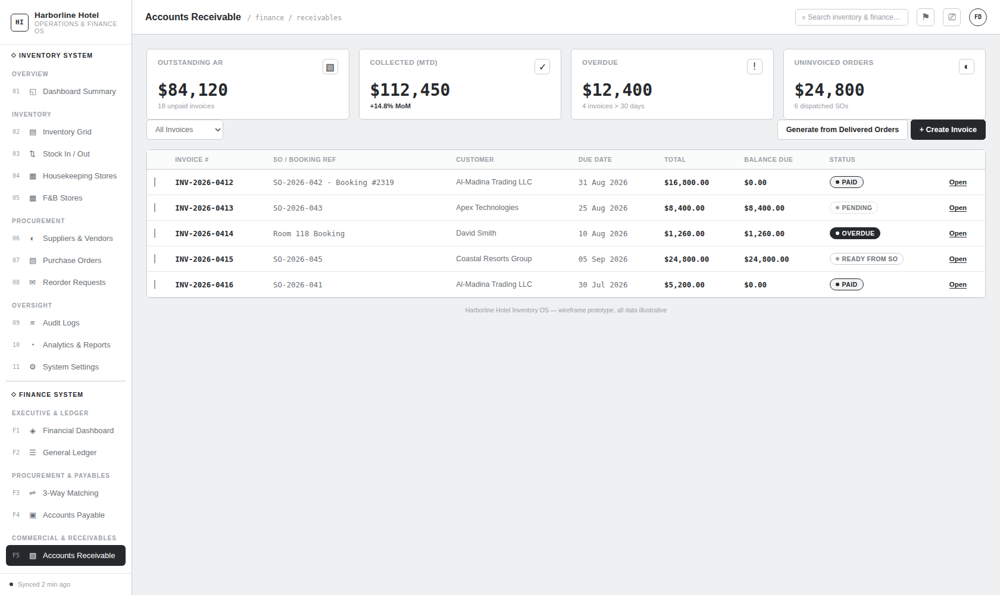 HI
Harborline Hotel
OPERATIONS & FINANCE
OS
◇ INVENTORY SYSTEM
OVERVIEW
01 Dashboard Summary
INVENTORY
02 Inventory Grid
03 Stock In / Out
04 Housekeeping Stores
05 F&B Stores
PROCUREMENT
06 Suppliers & Vendors
07 Purchase Orders
08 Reorder Requests
OVERSIGHT
09 Audit Logs
10 Analytics & Reports
11 System Settings
◇ FINANCE SYSTEM
EXECUTIVE & LEDGER
F1 Financial Dashboard
F2 General Ledger
PROCUREMENT & PAYABLES
F3 3-Way Matching
F4 Accounts Payable
COMMERCIAL & RECEIVABLES
F5 Accounts Receivable
Synced 2 min ago
Accounts Receivable / finance / receivables
Search inventory & finance…
FD
OUTSTANDING AR
$84,120
18 unpaid invoices
COLLECTED (MTD)
✓
$112,450
+14.8% MoM
OVERDUE
!
$12,400
4 invoices > 30 days
UNINVOICED ORDERS
$24,800
6 dispatched SOs
All Invoices
Generate from Delivered Orders
+ Create Invoice
INVOICE # SO / BOOKING REF CUSTOMER DUE DATE TOTAL BALANCE DUE STATUS
INV-2026-0412 SO-2026-042 · Booking #2319 Al-Madina Trading LLC 31 Aug 2026 $16,800.00 $0.00 PAID Open
INV-2026-0413 SO-2026-043 Apex Technologies 25 Aug 2026 $8,400.00 $8,400.00 PENDING Open
INV-2026-0414 Room 118 Booking David Smith 10 Aug 2026 $1,260.00 $1,260.00 OVERDUE Open
INV-2026-0415 SO-2026-045 Coastal Resorts Group 05 Sep 2026 $24,800.00 $24,800.00 READY FROM SO Open
INV-2026-0416 SO-2026-041 Al-Madina Trading LLC 30 Jul 2026 $5,200.00 $0.00 PAID Open
Harborline Hotel Inventory OS — wireframe prototype, all data illustrative